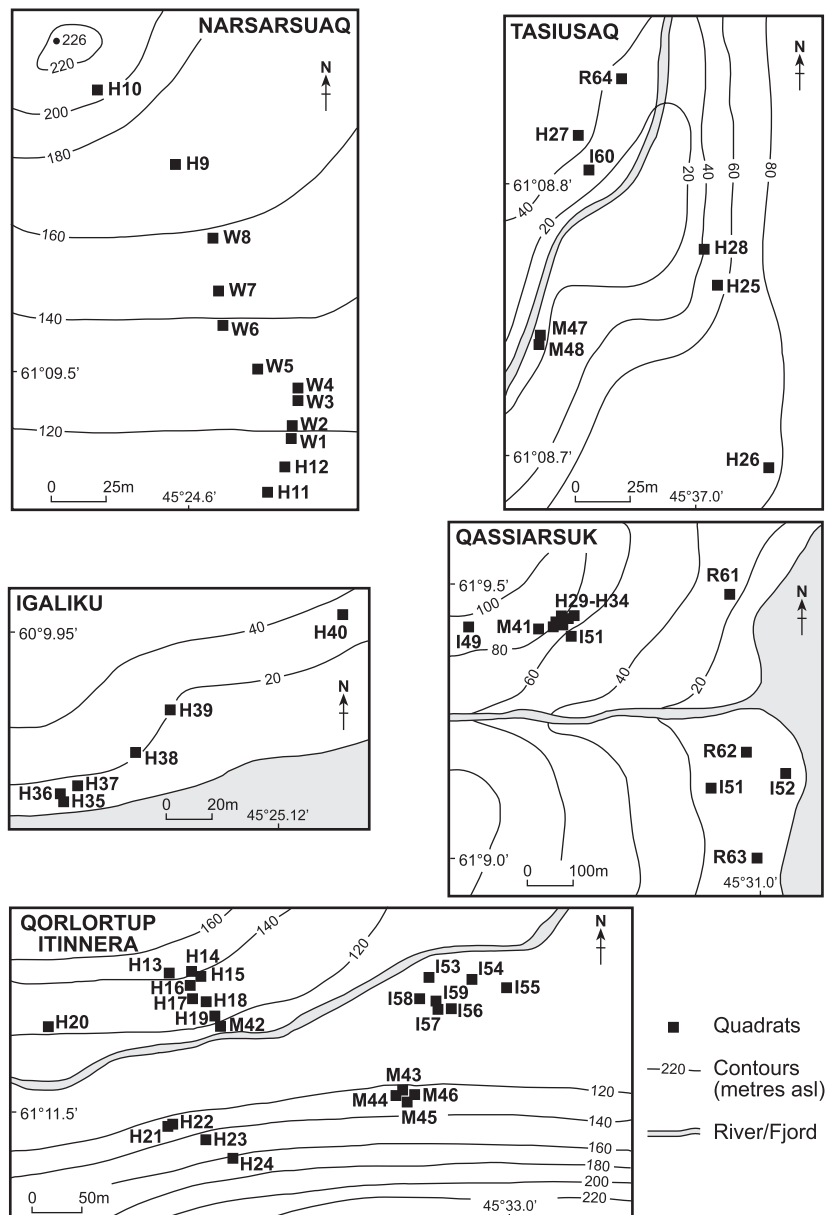 NARSARSUAQ
226
220
N
H10
200
180
H9
160
W8
W7
140
W6
W5
61°09.5'
W4
W3
W2
120
W1
H12
0 25m
45°24.6'
H11
TASIUSAQ
N
R64
H27
I60
61°08.8'
20
40
60
80
40
20
H28
H25
M47
M48
H26
61°08.7'
0 25m
45°37.0'
IGALIKU
60°9.95'
40
H40
20
N
H39
H38
H37
H36
H35
0 20m
45°25.12'
QASSIARSUK
61°9.5'
R61
100
H29-H34
N
M41
I49
I51
80
60
40
20
R62
I51
I52
R63
61°9.0'
0 100m
45°31.0'
QORLORTUP
ITINNERA
160
140
120
N
H13
H14
H15
H16
H17
H18
H19
M42
H20
I53
I54
I55
I58
I59
I56
I57
M43
M44
M46
M45
120
61°11.5'
H22
H21
140
H23
160
H24
180
200
220
0 50m
45°33.0'
Quadrats
220
Contours
(metres asl)
River/Fjord